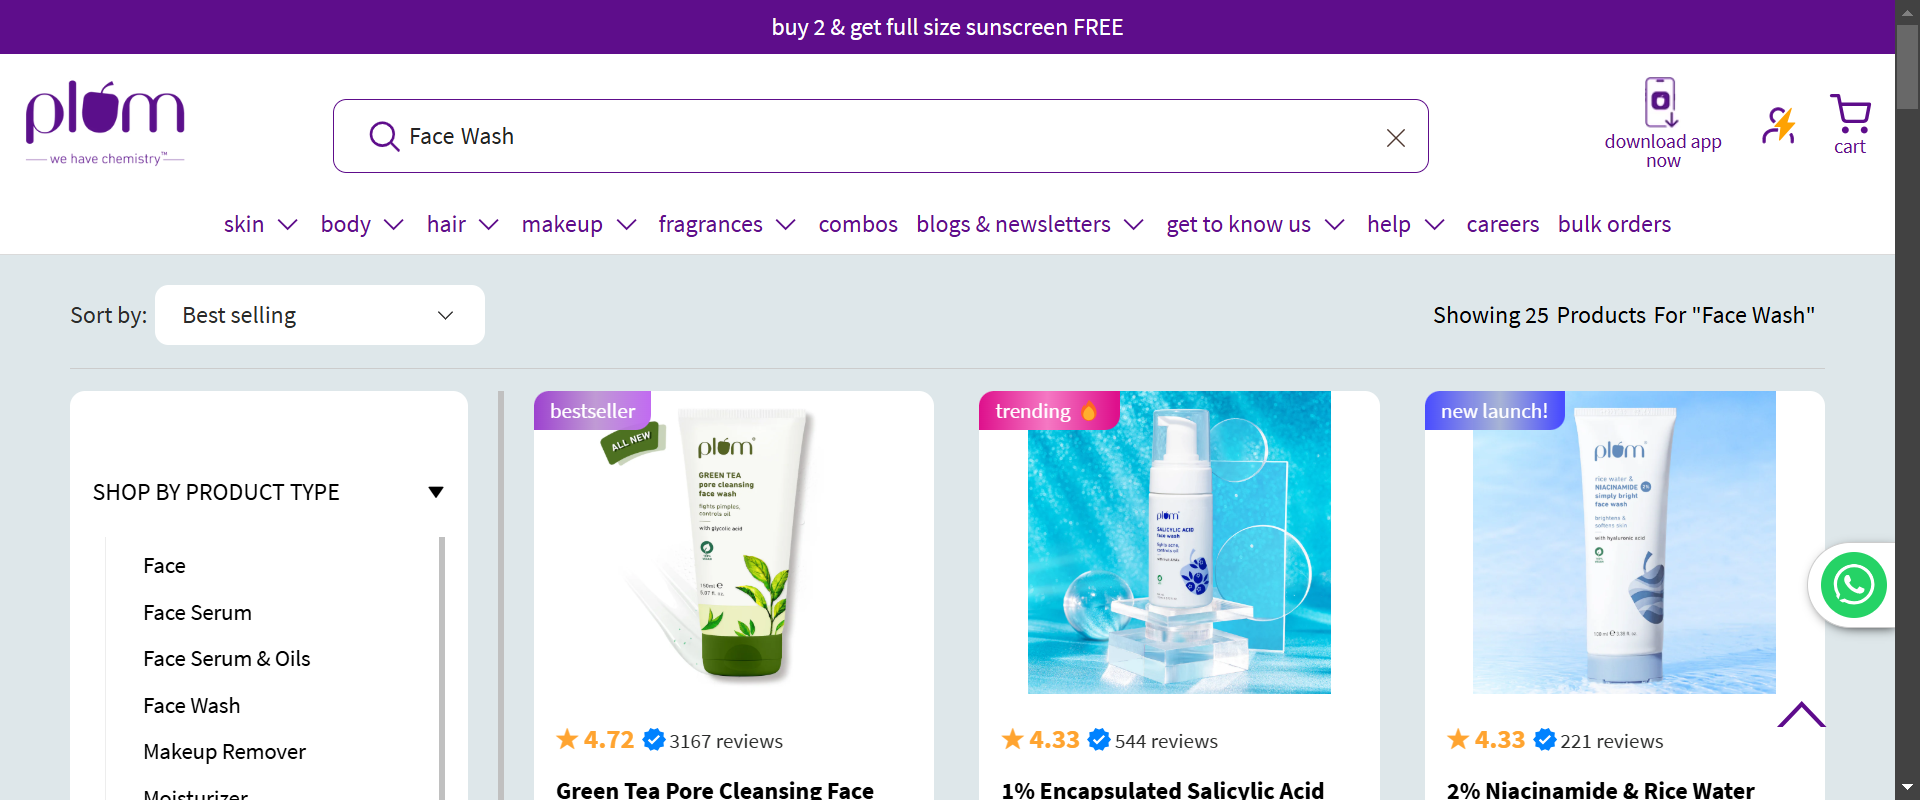 buy 2 & get full size sunscreen FREE
plum
we have chemistry™
Face Wash
download app
now
cart
skin
body
hair
makeup
fragrances
combos
blogs & newsletters
get to know us
help
careers
bulk orders
Sort by:
Best selling
Showing 25 Products For "Face Wash"
SHOP BY PRODUCT TYPE
Face
Face Serum
Face Serum & Oils
Face Wash
Makeup Remover
Moisturizer
bestseller
ALL NEW
plum®
GREEN TEA
pore cleansing
face wash
fights pimples,
controls oil
with glycolic acid
4.72
3167 reviews
Green Tea Pore Cleansing Face
trending
plum®
SALICYLIC ACID
face wash
fights acne,
controls oil
4.33
544 reviews
1% Encapsulated Salicylic Acid
new launch!
plum®
rice water &
NIACINAMIDE 2%
simply bright
face wash
brightens &
softens skin
with hyaluronic acid
4.33
221 reviews
2% Niacinamide & Rice Water